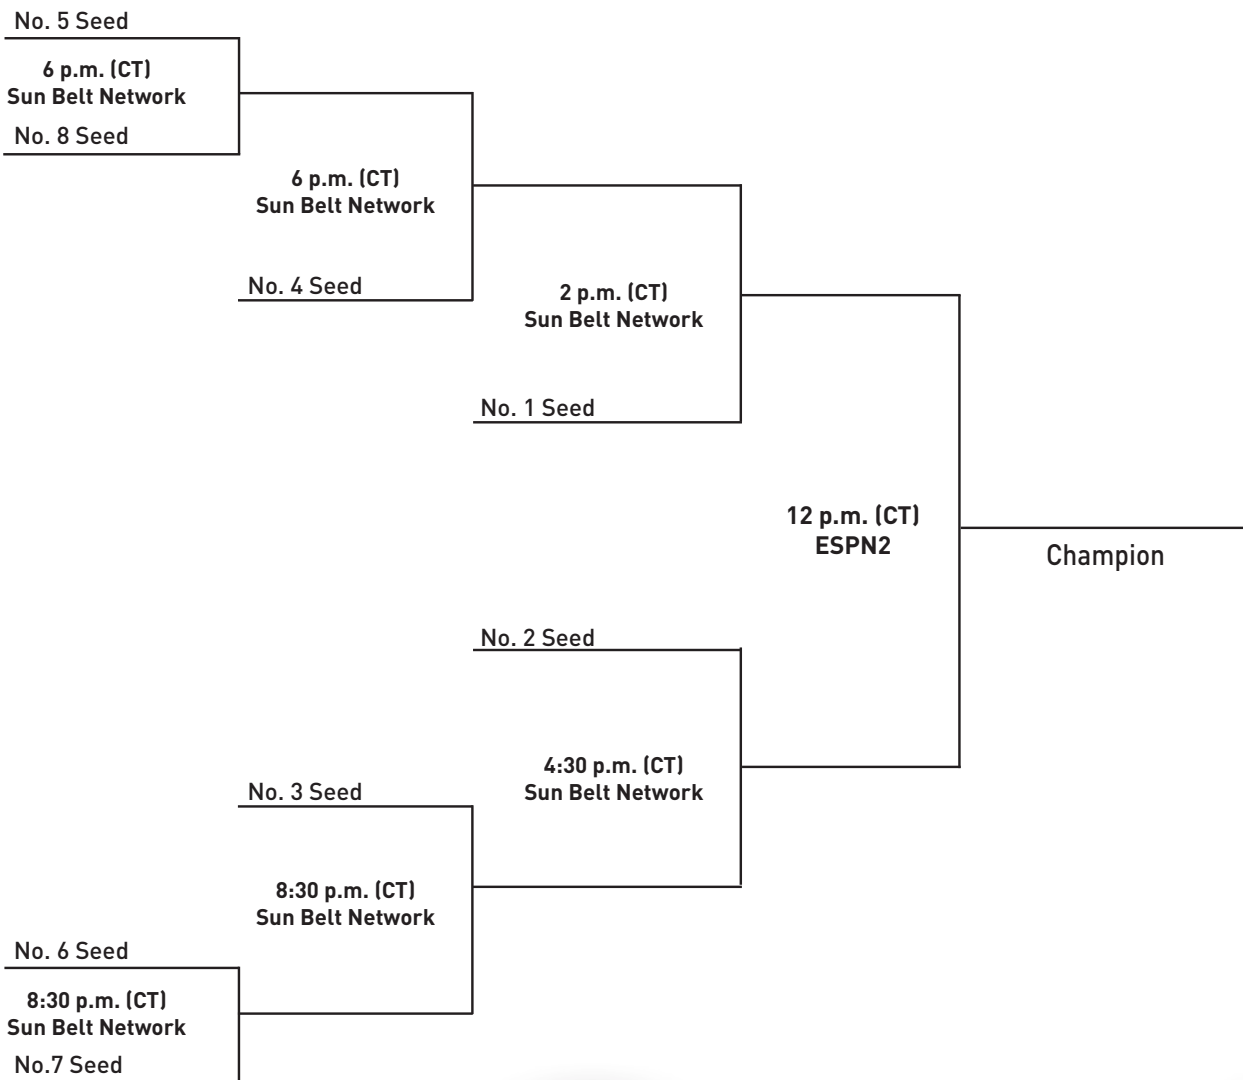 No. 5 Seed
6 p.m. (CT)
Sun Belt Network
No. 8 Seed
6 p.m. (CT)
Sun Belt Network
No. 4 Seed
2 p.m. (CT)
Sun Belt Network
No. 1 Seed
12 p.m. (CT)
ESPN2
Champion
No. 2 Seed
4:30 p.m. (CT)
Sun Belt Network
No. 3 Seed
8:30 p.m. (CT)
Sun Belt Network
No. 6 Seed
8:30 p.m. (CT)
Sun Belt Network
No.7 Seed